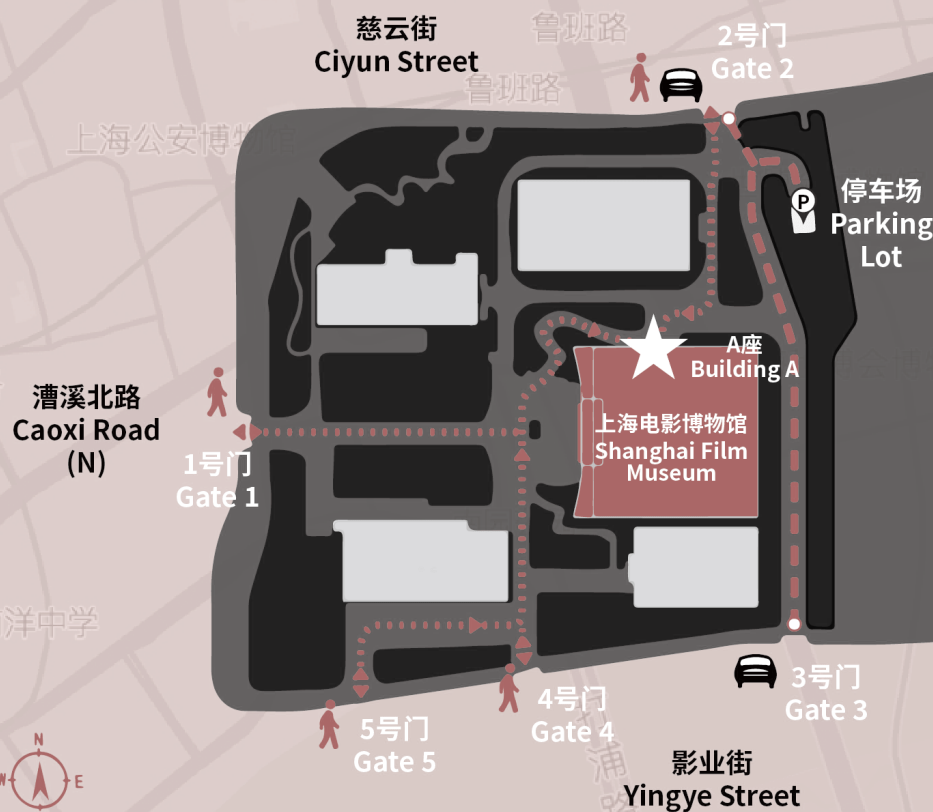 慈云街
Ciyun Street
鲁班路
2号门
Gate 2
鲁班路
上海公安博物馆
P
停车场
Parking
Lot
A座
Building A
漕溪北路
Caoxi Road
(N)
上海电影博物馆
Shanghai Film
Museum
1号门
Gate 1
洋中学
3号门
Gate 3
4号门
Gate 4
5号门
Gate 5
浦
影业街
Yingye Street
N
W
E